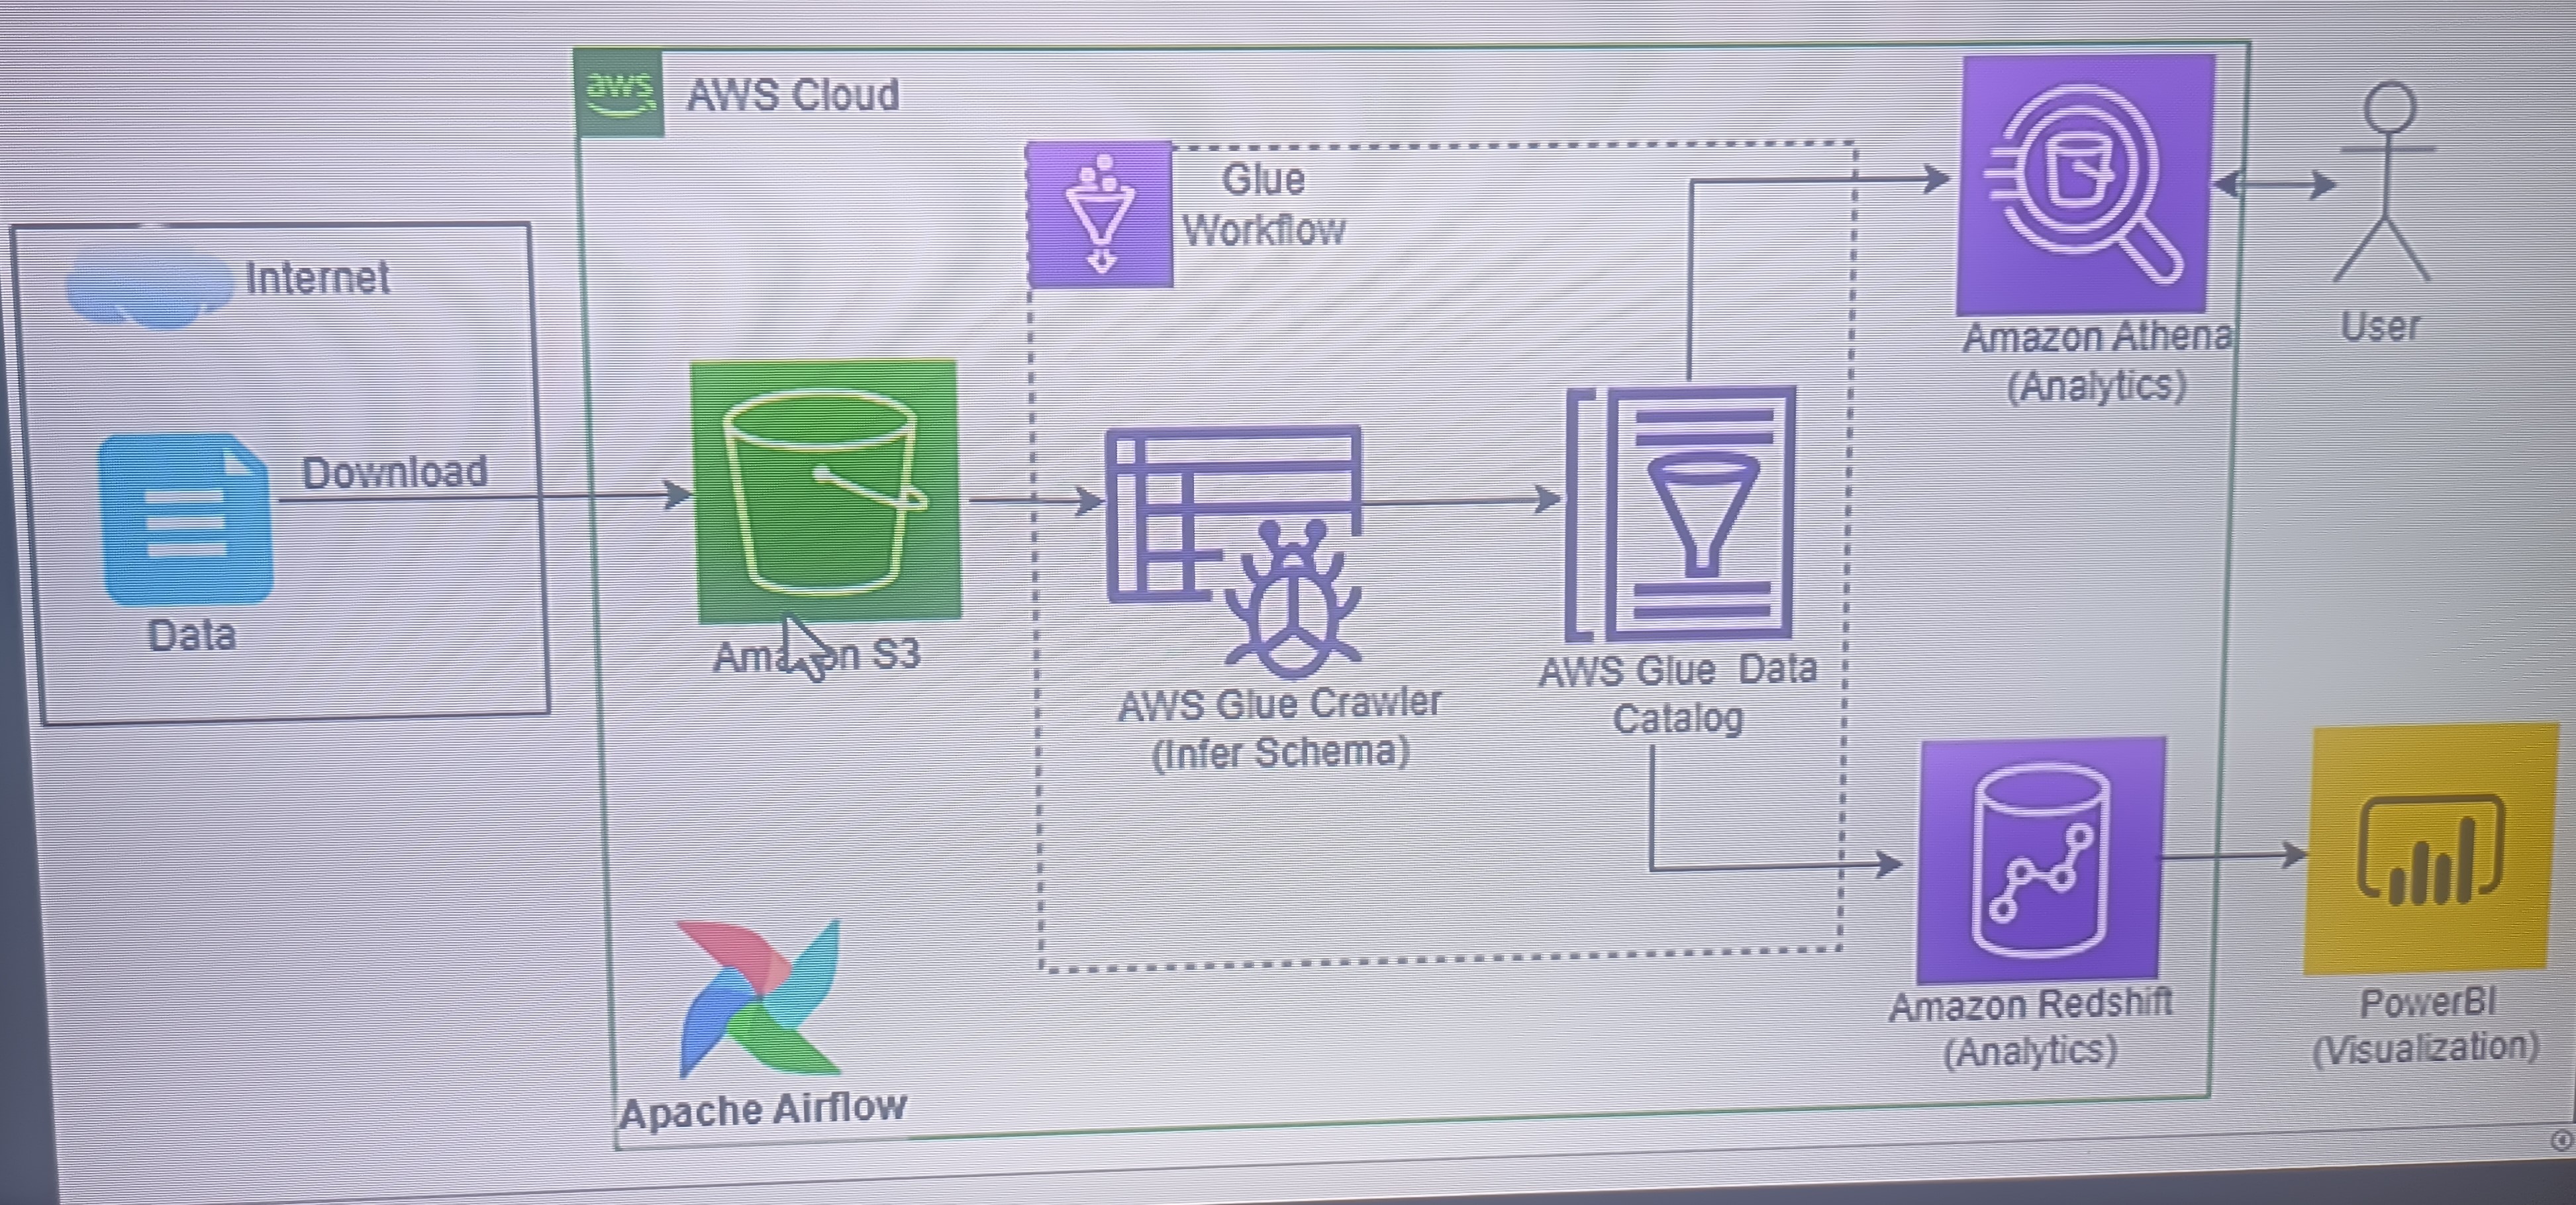 aws
AWS Cloud
Internet
Download
Data
Amazon S3
Glue
Workflow
AWS Glue Crawler
(Infer Schema)
AWS Glue Data
Catalog
Amazon Athena
(Analytics)
User
Amazon Redshift
(Analytics)
PowerBI
(Visualization)
Apache Airflow